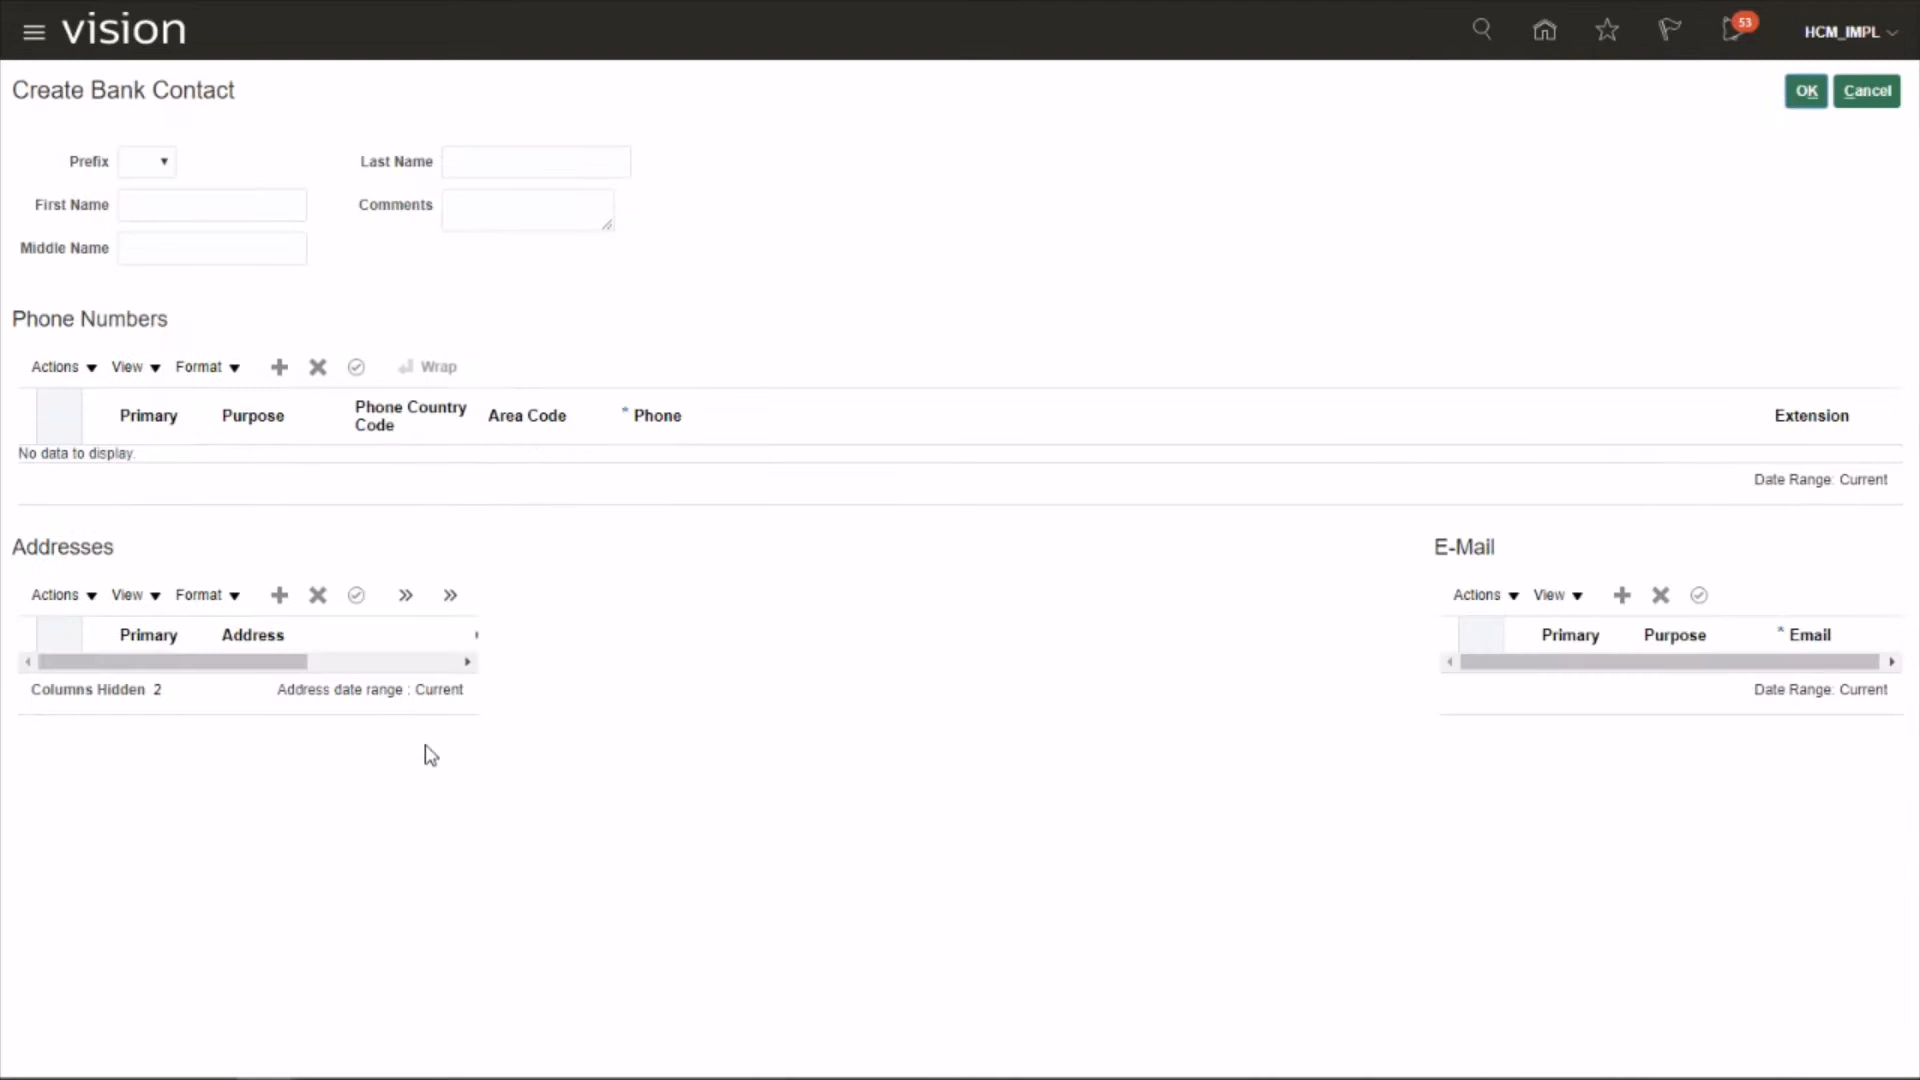 vision
53
HCM_IMPL
Create Bank Contact
OK
Cancel
Prefix
Last Name
First Name
Comments
Middle Name
Phone Numbers
Actions View Format Wrap
Primary Purpose Phone Country Code Area Code * Phone Extension
No data to display.
Date Range: Current
Addresses
E-Mail
Actions View Format
Actions View
Primary Address
Primary Purpose * Email
Columns Hidden 2 Address date range : Current
Date Range: Current